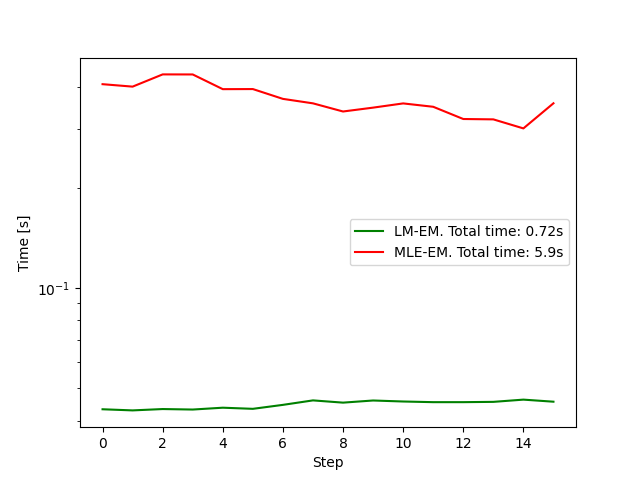 Time [s]
10^{-1}
LM-EM. Total time: 0.72s
MLE-EM. Total time: 5.9s
0 2 4 6 8 10 12 14
Step